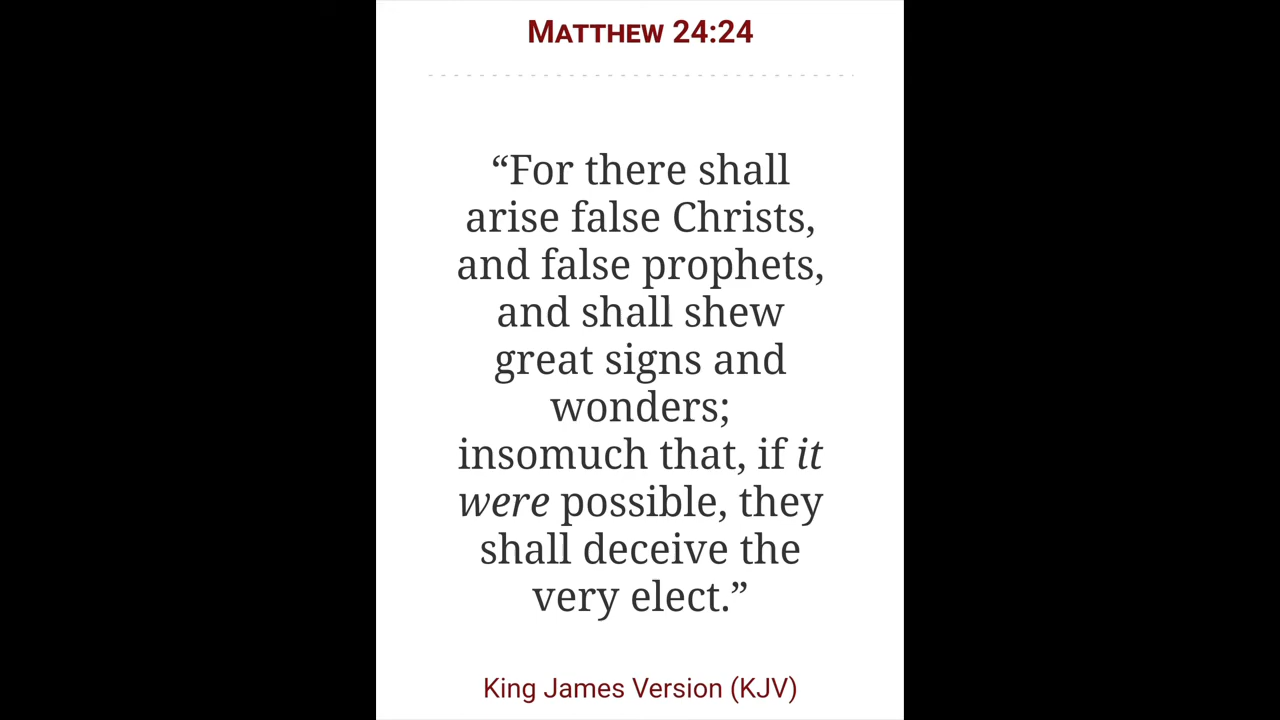 MATTHEW 24:24
“For there shall
arise false Christs,
and false prophets,
and shall shew
great signs and
wonders;
insomuch that, if it
were possible, they
shall deceive the
very elect.”
King James Version (KJV)